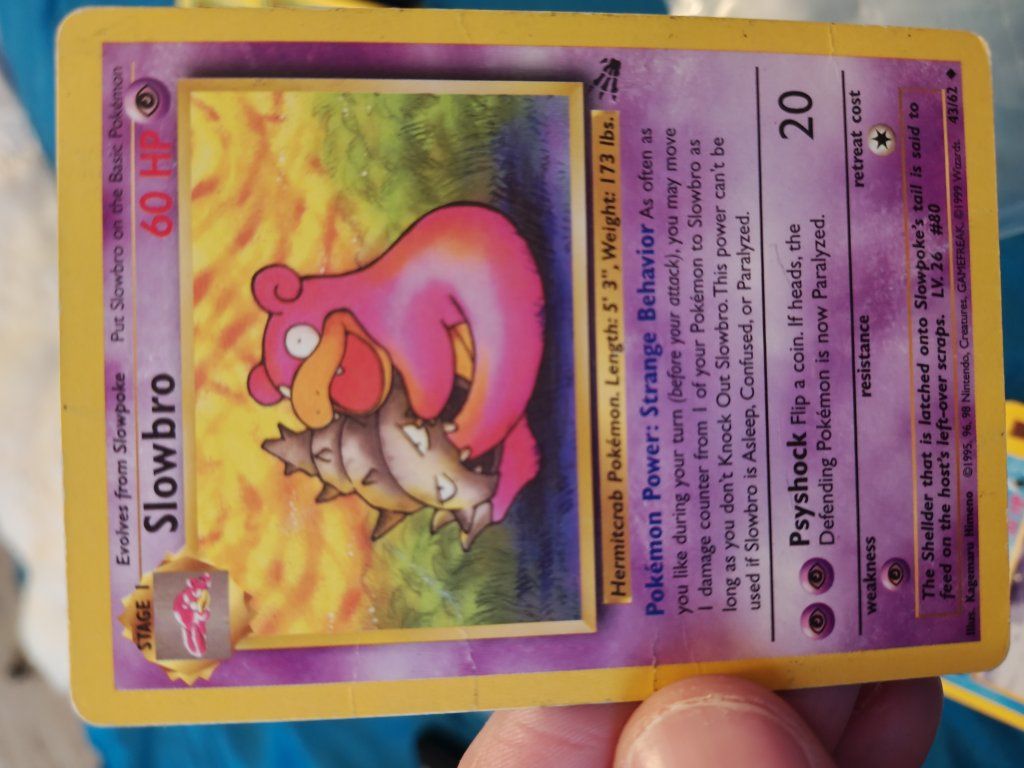 Evolves from Slowpoke Put Slowbro on the Basic Pokémon
STAGE 1
Slowbro 60 HP
Hermitcrab Pokémon. Length: 5' 3", Weight: 173 lbs.
Pokémon Power: Strange Behavior As often as
you like during your turn (before your attack), you may move
1 damage counter from 1 of your Pokémon to Slowbro as
long as you don't Knock Out Slowbro. This power can't be
used if Slowbro is Asleep, Confused, or Paralyzed.
Psyshock Flip a coin. If heads, the 20
Defending Pokémon is now Paralyzed.
weakness resistance retreat cost
The Shellder that is latched onto Slowpoke's tail is said to
feed on the host's left-over scraps. LV. 26 #80
Illus. Kagemaru Himeno ©1995, 96, 98 Nintendo, Creatures, GAMEFREAK. ©1999 Wizards. 43/62